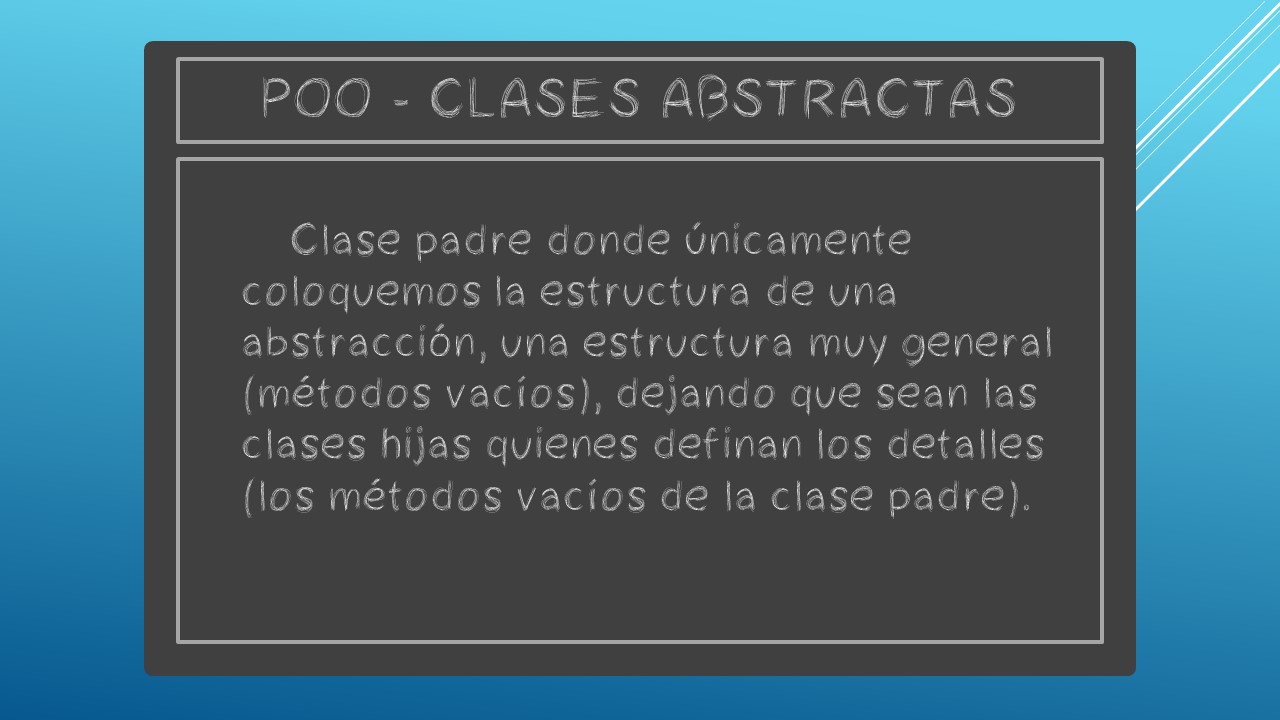 POO - CLASES ABSTRACTAS
Clase padre donde únicamente
coloquemos la estructura de una
abstracción, una estructura muy general
(métodos vacíos), dejando que sean las
clases hijas quienes definan los detalles
(los métodos vacíos de la clase padre).